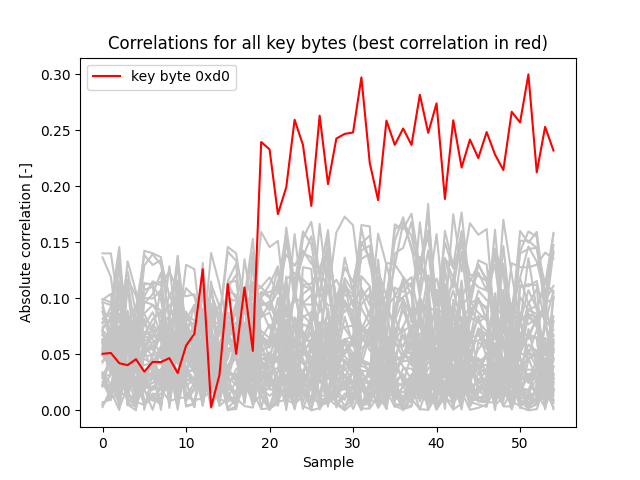 Correlations for all key bytes (best correlation in red)
key byte 0xd0
0.30
0.25
0.20
0.15
0.10
0.05
0.00
Absolute correlation [-]
0 10 20 30 40 50
Sample